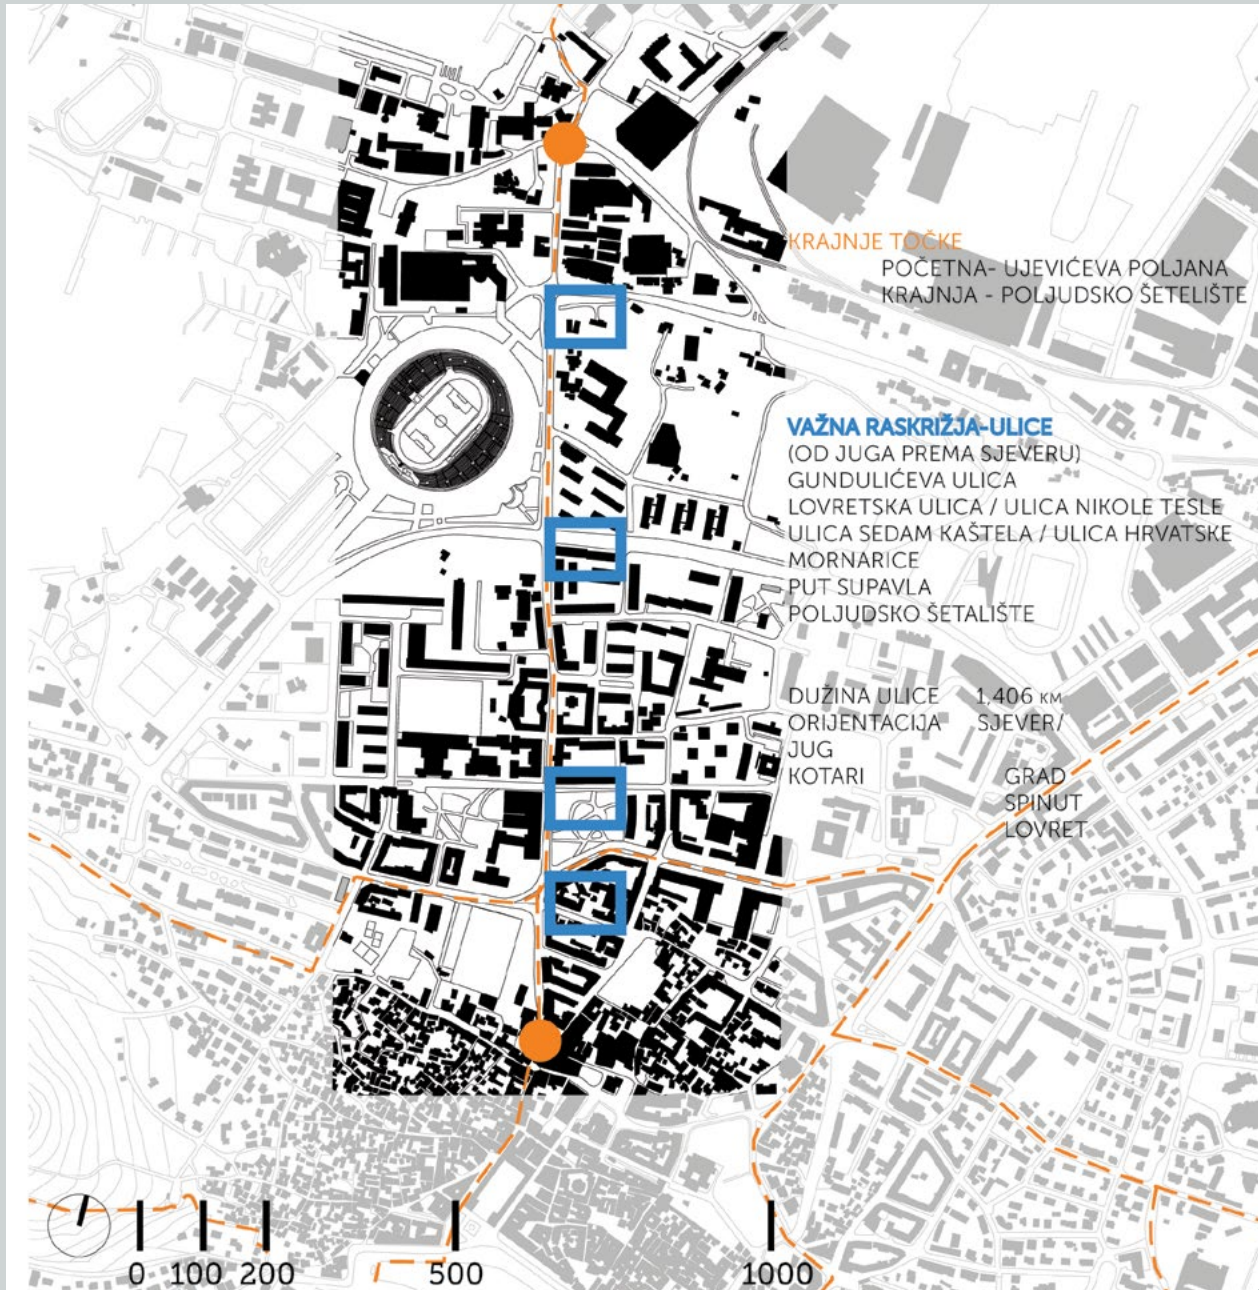 KRAJNJE TOČKE
POČETNA- UJEVIĆEVA POLJANA
KRAJNJA - POLJUDSKO ŠETELIŠTE
VAŽNA RASKRIŽJA-ULICE
(OD JUGA PREMA SJEVERU)
GUNDULIĆEVA ULICA
LOVRETSKA ULICA / ULICA NIKOLE TESLE
ULICA SEDAM KAŠTELA / ULICA HRVATSKE
MORNARICE
PUT SUPAVLA
POLJUDSKO ŠETALIŠTE
DUŽINA ULICE 1,406 KM
ORIJENTACIJA SJEVER/
JUG
KOTARI GRAD
SPINUT
LOVRET
0 100 200 500 1000